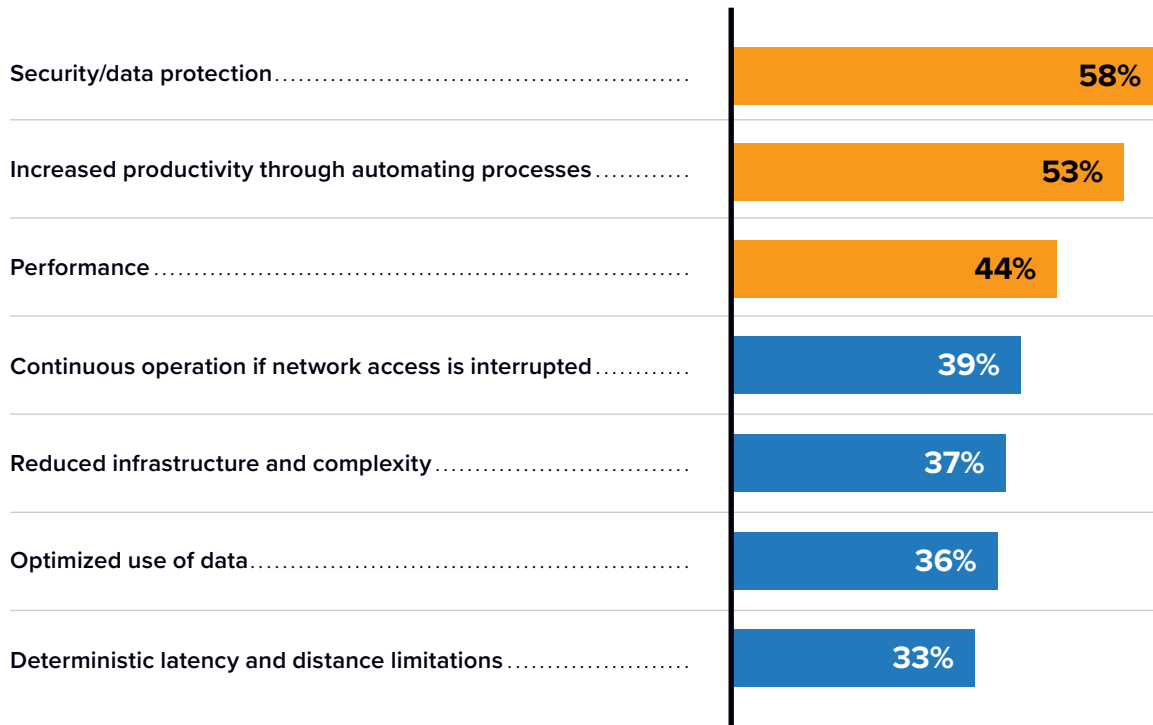 Security/data protection.................................................... 58%
Increased productivity through automating processes............ 53%
Performance................................................................... 44%
Continuous operation if network access is interrupted............ 39%
Reduced infrastructure and complexity................................ 37%
Optimized use of data....................................................... 36%
Deterministic latency and distance limitations....................... 33%